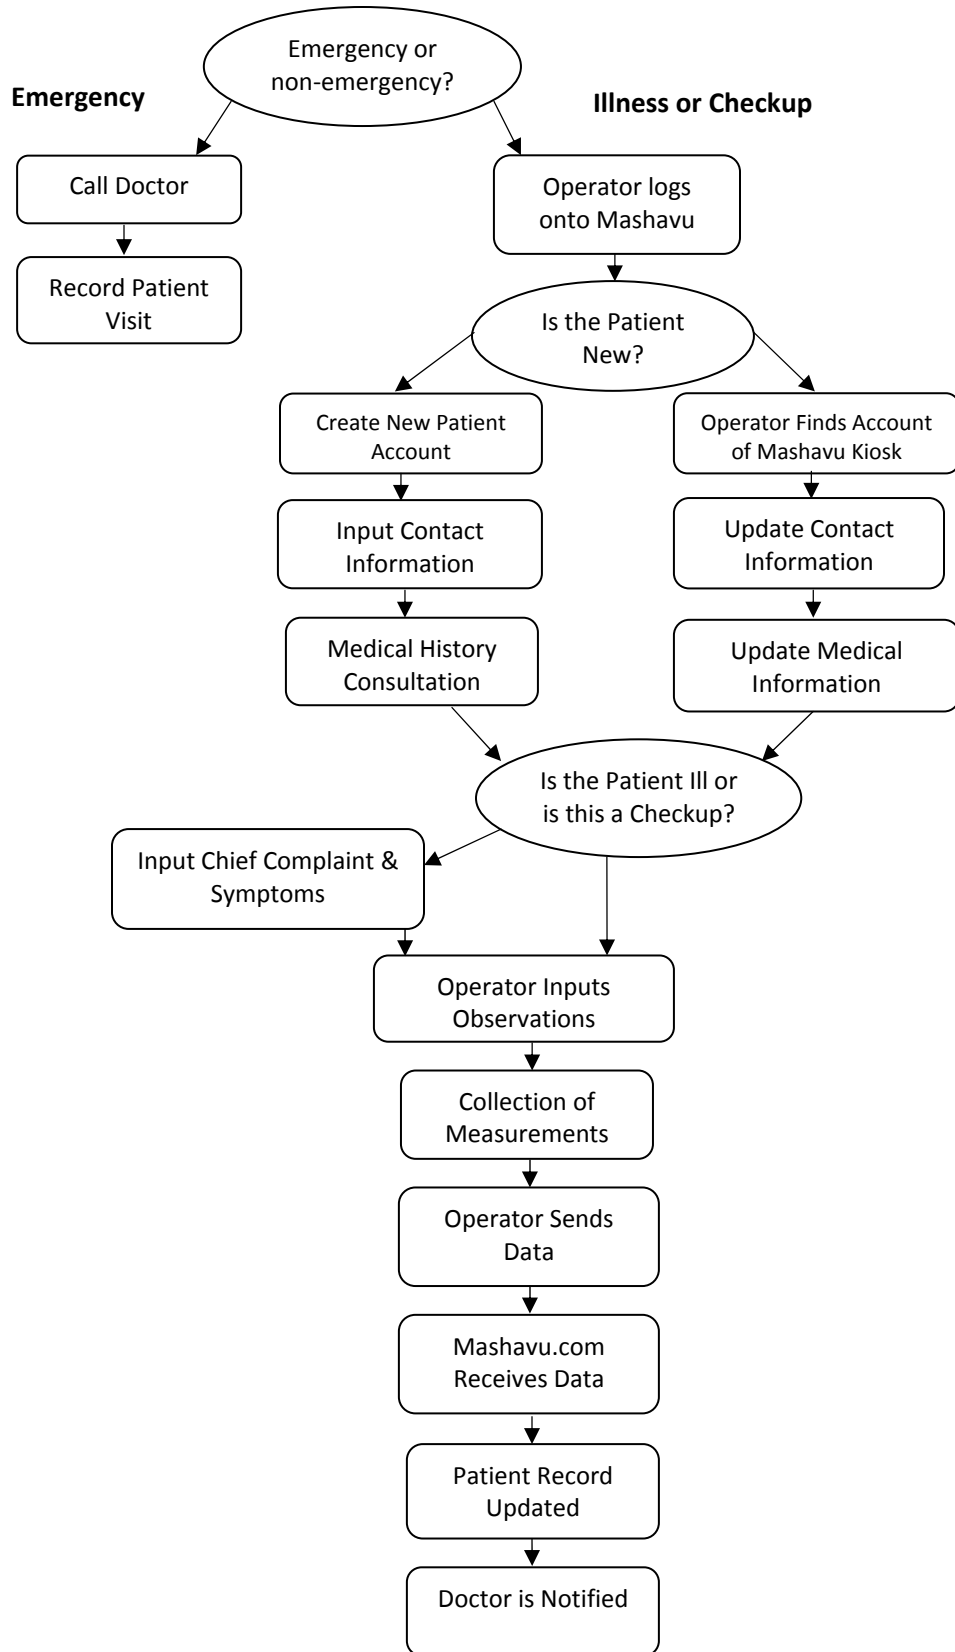 Emergency or
non-emergency?
Emergency
Illness or Checkup
Call Doctor
Operator logs
onto Mashavu
Record Patient
Visit
Is the Patient
New?
Create New Patient
Account
Operator Finds Account
of Mashavu Kiosk
Input Contact
Information
Update Contact
Information
Medical History
Consultation
Update Medical
Information
Is the Patient Ill or
is this a Checkup?
Input Chief Complaint &
Symptoms
Operator Inputs
Observations
Collection of
Measurements
Operator Sends
Data
Mashavu.com
Receives Data
Patient Record
Updated
Doctor is Notified